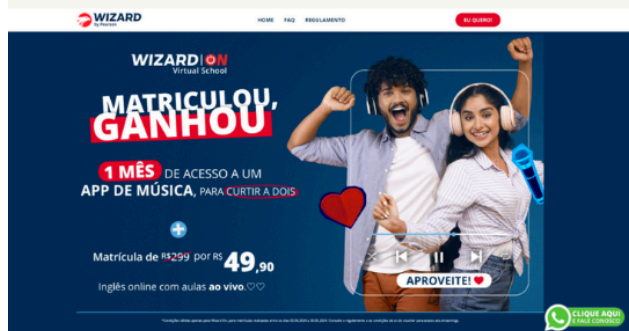 WIZARD
by Pearson
HOME FAQ REGULAMENTO
EU QUERO!
WIZARD ON
Virtual School
MATRICULOU,
GANHOU
1 MÊS DE ACESSO A UM
APP DE MÚSICA, PARA CURTIR A DOIS
Matrícula de R$299 por R$ 49,90
Inglês online com aulas ao vivo.
APROVEITE!
CLIQUE AQUI
E FALE CONOSCO